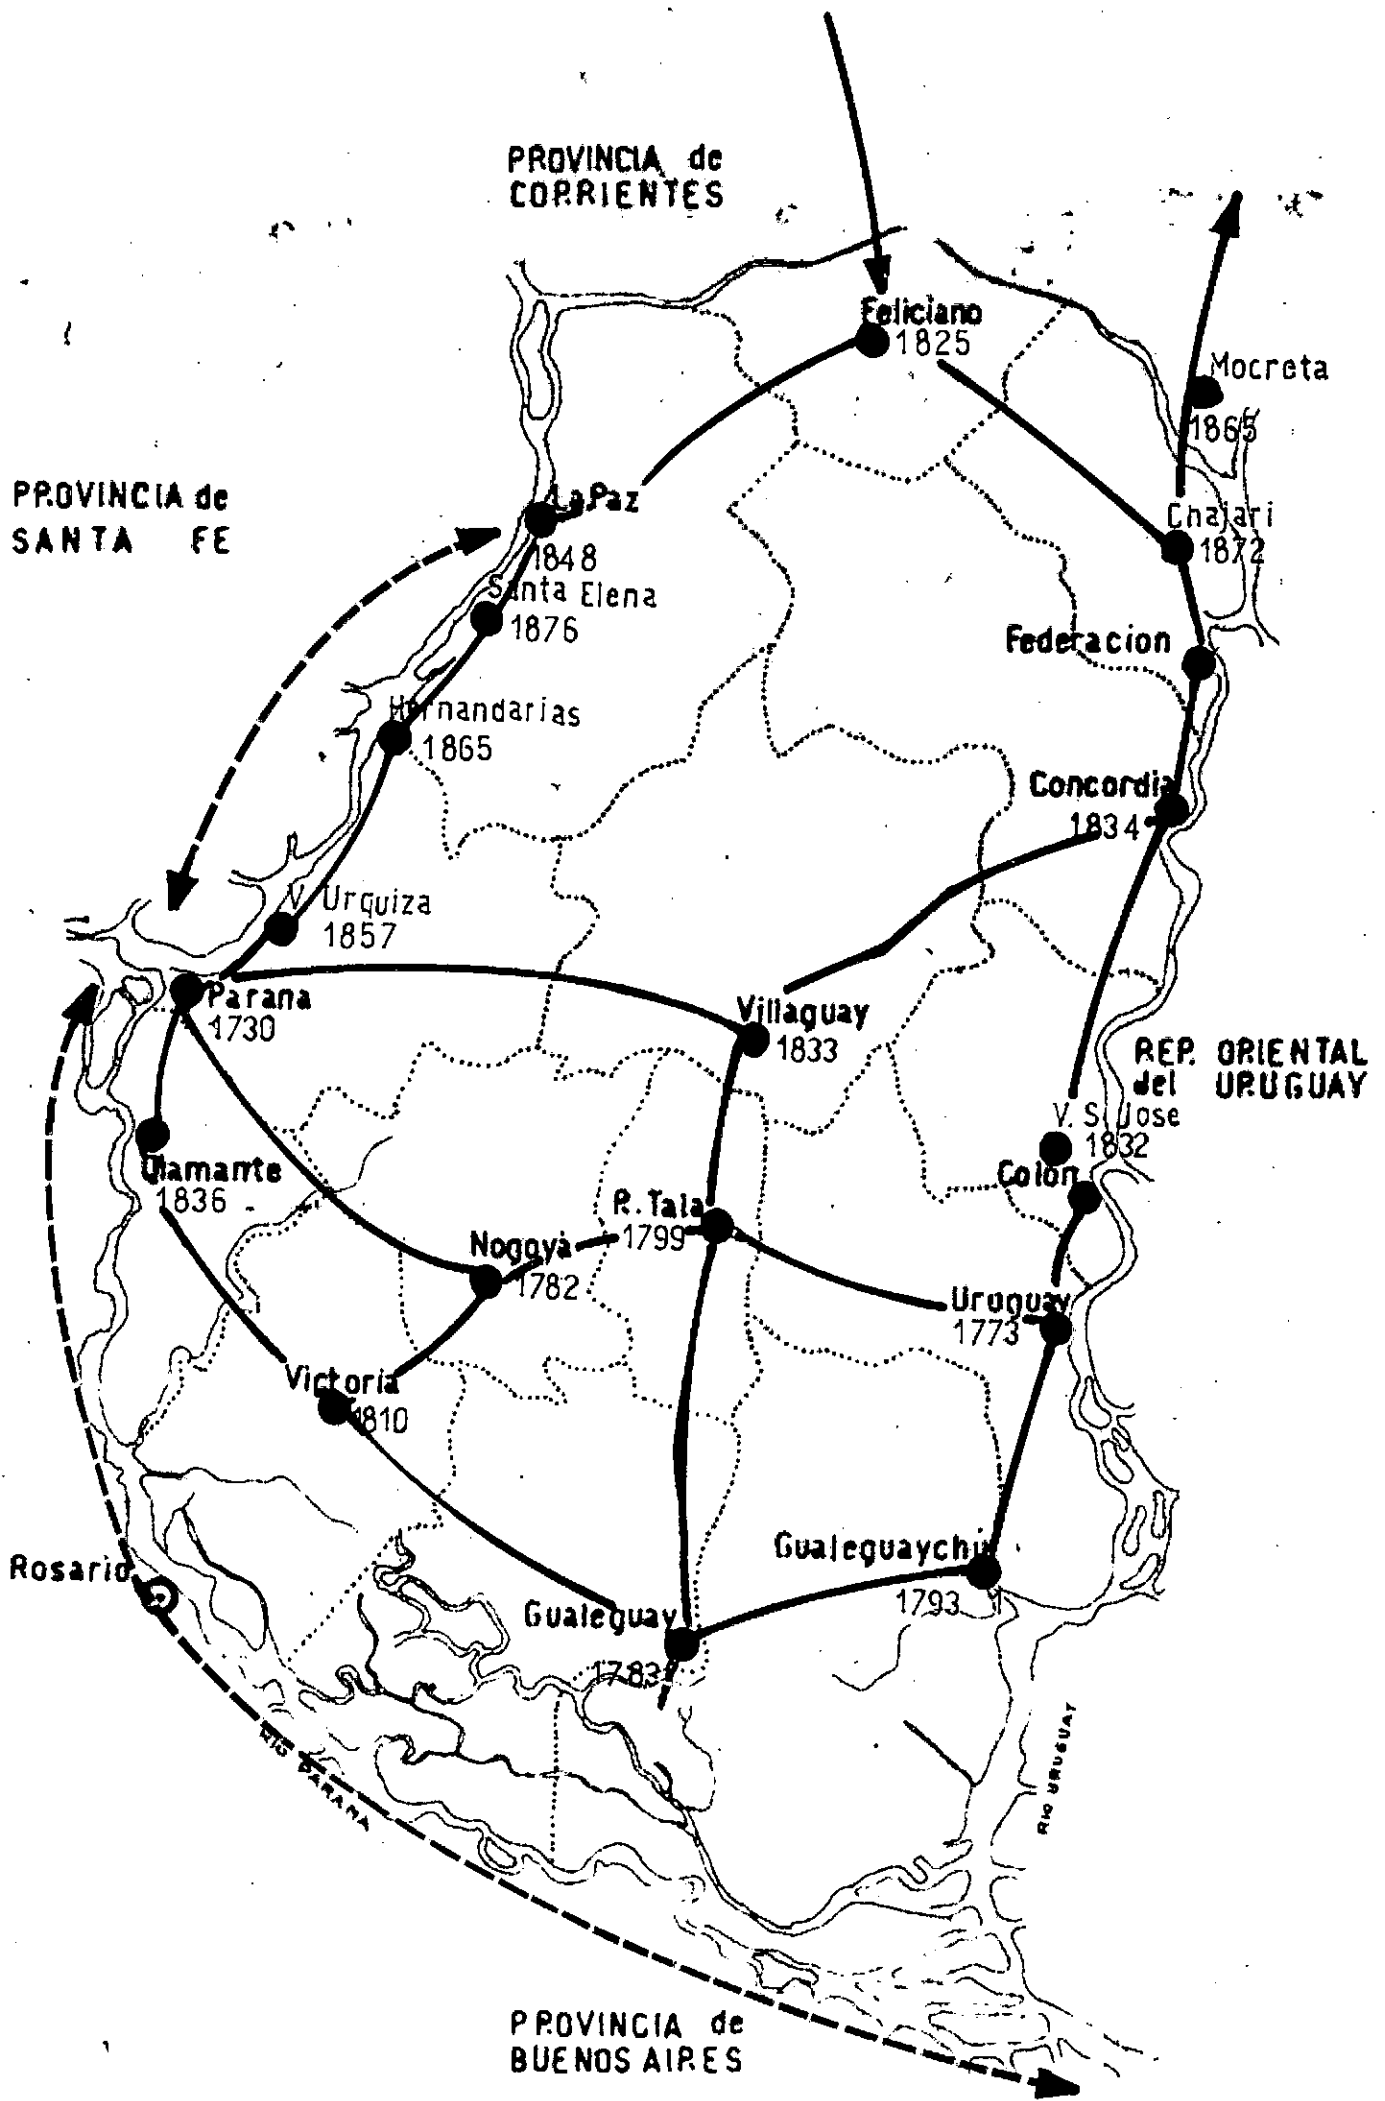 PROVINCIA de
CORRIENTES
Feliciano
1825
Mocreta
1865
PROVINCIA de
SANTA FE
La Paz
1848
Chajari
1872
Santa Elena
1876
Federacion
Hernandarias
1865
Concordia
1834
V. Urquiza
1857
Parana
1730
Villaguay
1833
REP. ORIENTAL
del URUGUAY
V. S. Jose
1832
Colon
Diamante
1836
R. Tala
1799
Nogoya
1782
Uruguay
1773
Victoria
1810
Rosario
Gualeguaychu
1793
Gualeguay
1783
RIO PARANA
RIO URUGUAY
PROVINCIA de
BUENOS AIRES